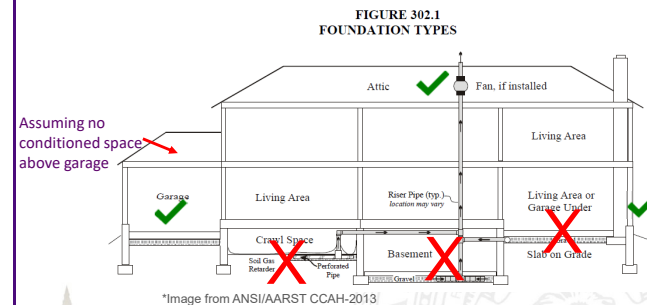 FIGURE 302.1
FOUNDATION TYPES
Attic
Fan, if installed
Assuming no
conditioned space
above garage
Living Area
Garage
Living Area
Riser Pipe (typ.)
location may vary
Living Area or
Garage Under
Crawl Space
Soil Gas
Retarder
Perforated
Pipe
Basement
Gravel
Slab on Grade
*Image from ANSI/AARST CCAH-2013